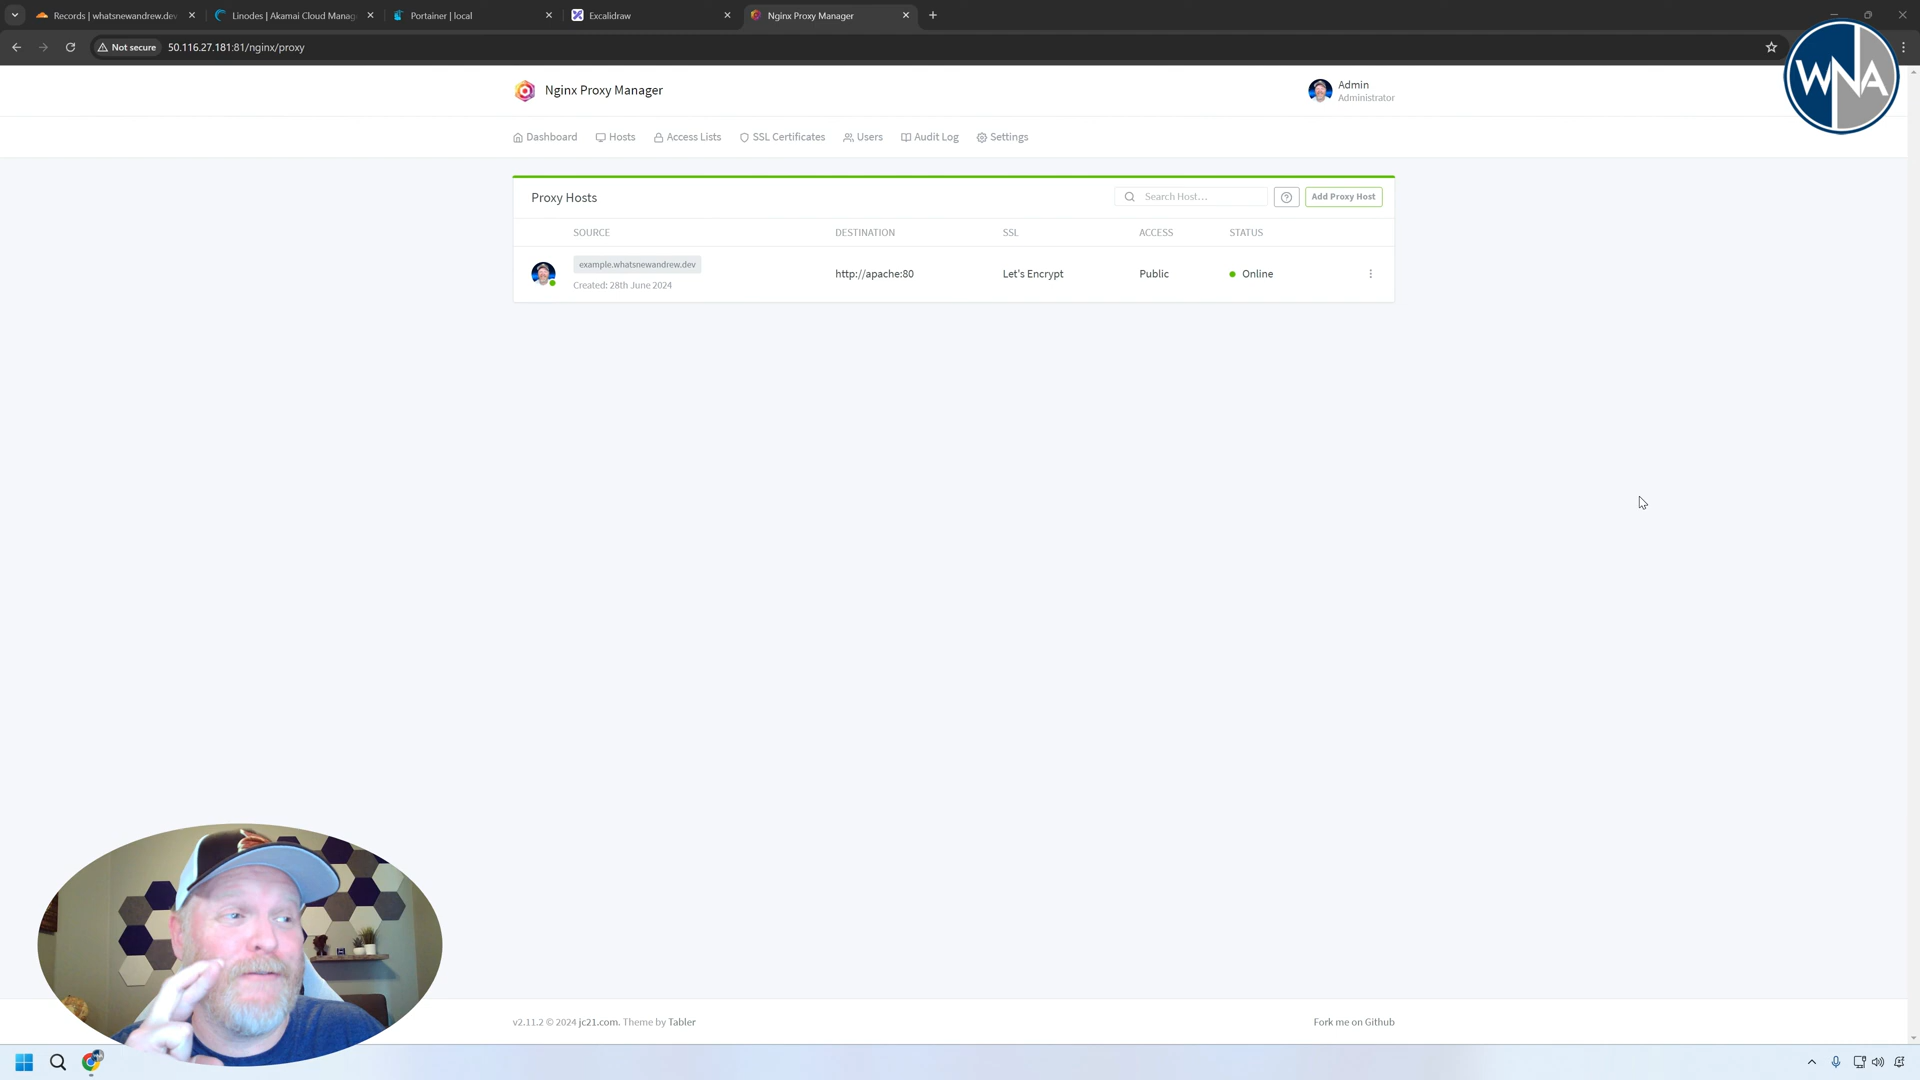 Records | whatsnewandrew.dev
Linodes | Akamai Cloud Manag
Portainer | local
Excalidraw
Nginx Proxy Manager
Not secure
50.116.27.181:81/nginx/proxy
WNA
Nginx Proxy Manager
Admin
Administrator
Dashboard
Hosts
Access Lists
SSL Certificates
Users
Audit Log
Settings
Proxy Hosts
Search Host…
Add Proxy Host
SOURCE
DESTINATION
SSL
ACCESS
STATUS
example.whatsnewandrew.dev
Created: 28th June 2024
http://apache:80
Let's Encrypt
Public
Online
v2.11.2 © 2024 jc21.com. Theme by Tabler
Fork me on Github